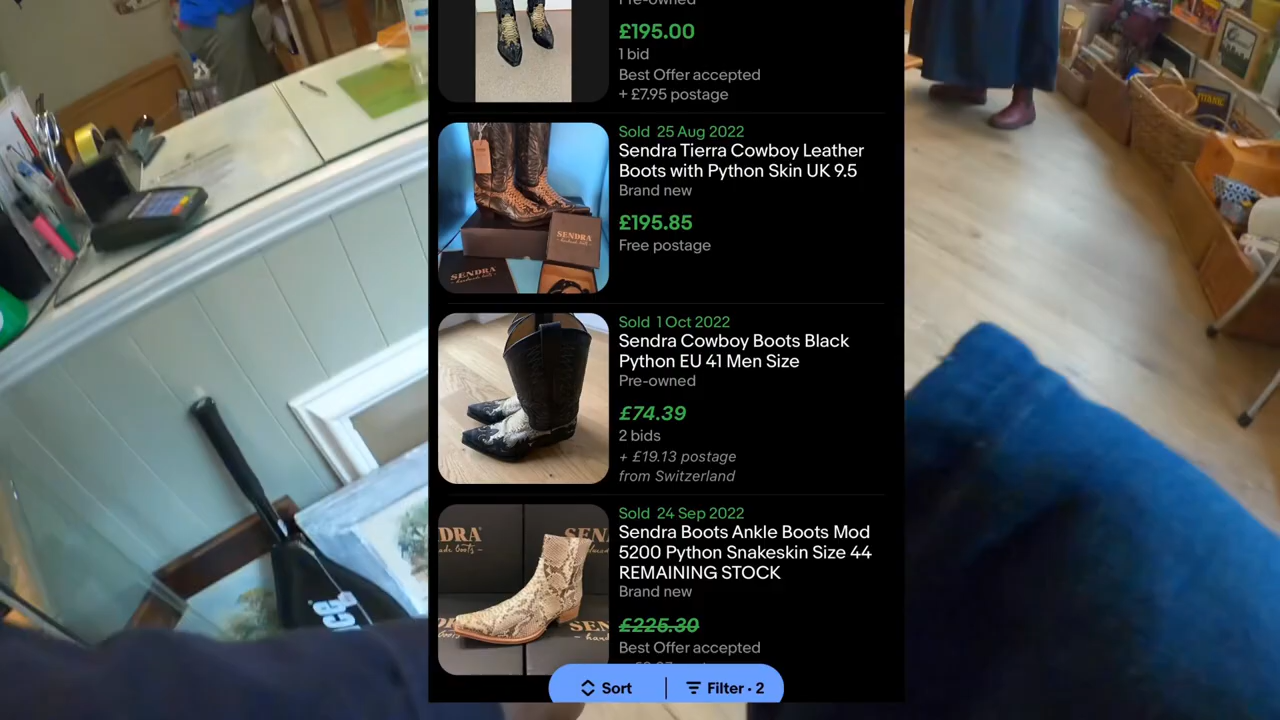 £195.00
1 bid
Best Offer accepted
+ £7.95 postage
Sold 25 Aug 2022
Sendra Tierra Cowboy Leather
Boots with Python Skin UK 9.5
Brand new
£195.85
Free postage
SENDRA
SENDRA
Sold 1 Oct 2022
Sendra Cowboy Boots Black
Python EU 41 Men Size
Pre-owned
£74.39
2 bids
+ £19.13 postage
from Switzerland
Sold 24 Sep 2022
Sendra Boots Ankle Boots Mod
5200 Python Snakeskin Size 44
REMAINING STOCK
Brand new
£225.30
Best Offer accepted
Sort
Filter · 2